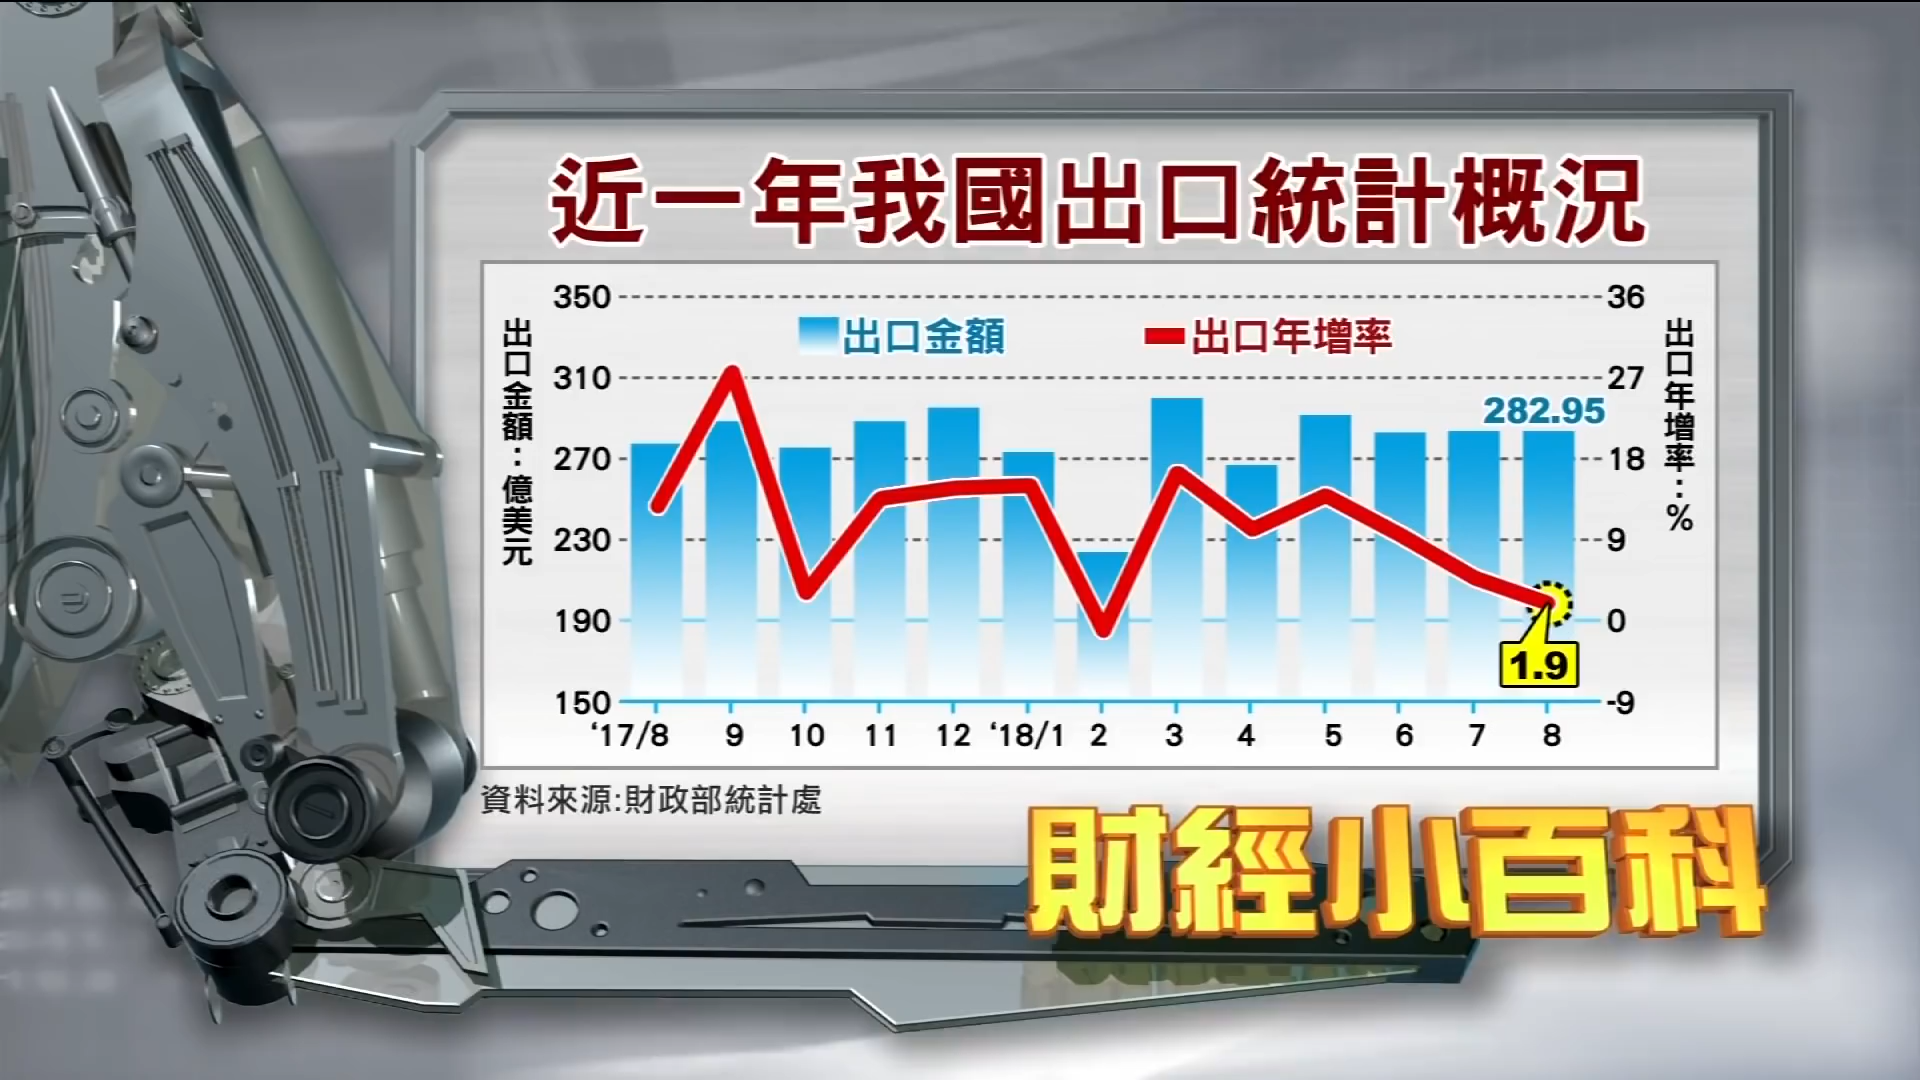 近一年我國出口統計概況
出口金額：億美元
出口年增率：%
出口金額
出口年增率
350
310
270
230
190
150
36
27
18
9
0
-9
282.95
1.9
‘17/8 9 10 11 12 ‘18/1 2 3 4 5 6 7 8
資料來源:財政部統計處
財經小百科